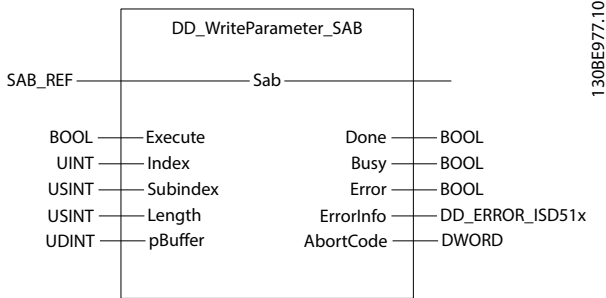 DD_WriteParameter_SAB
SAB_REF Sab
BOOL Execute Done BOOL
UINT Index Busy BOOL
USINT Subindex Error BOOL
USINT Length ErrorInfo DD_ERROR_ISD51x
UDINT pBuffer AbortCode DWORD
130BE977.10